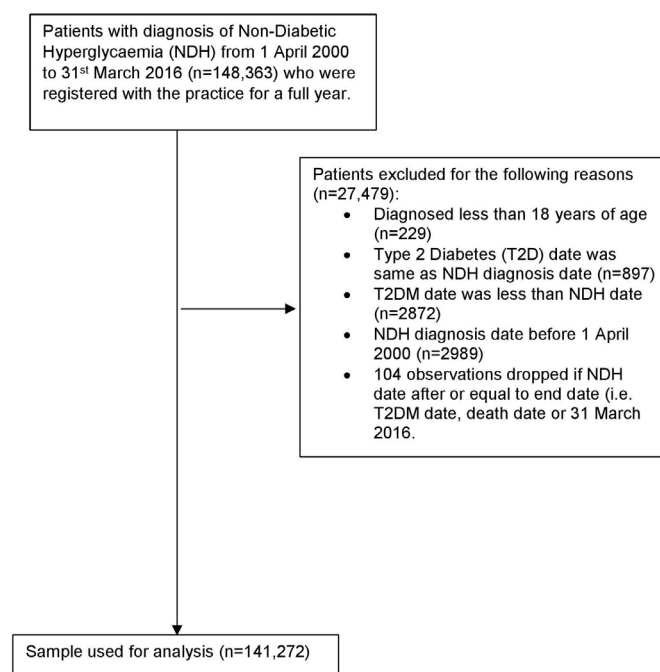 Patients with diagnosis of Non-Diabetic
Hyperglycaemia (NDH) from 1 April 2000
to 31st March 2016 (n=148,363) who were
registered with the practice for a full year.
Patients excluded for the following reasons
(n=27,479):
• Diagnosed less than 18 years of age
(n=229)
• Type 2 Diabetes (T2D) date was
same as NDH diagnosis date (n=897)
• T2DM date was less than NDH date
(n=2872)
• NDH diagnosis date before 1 April
2000 (n=2989)
• 104 observations dropped if NDH
date after or equal to end date (i.e.
T2DM date, death date or 31 March
2016.
Sample used for analysis (n=141,272)